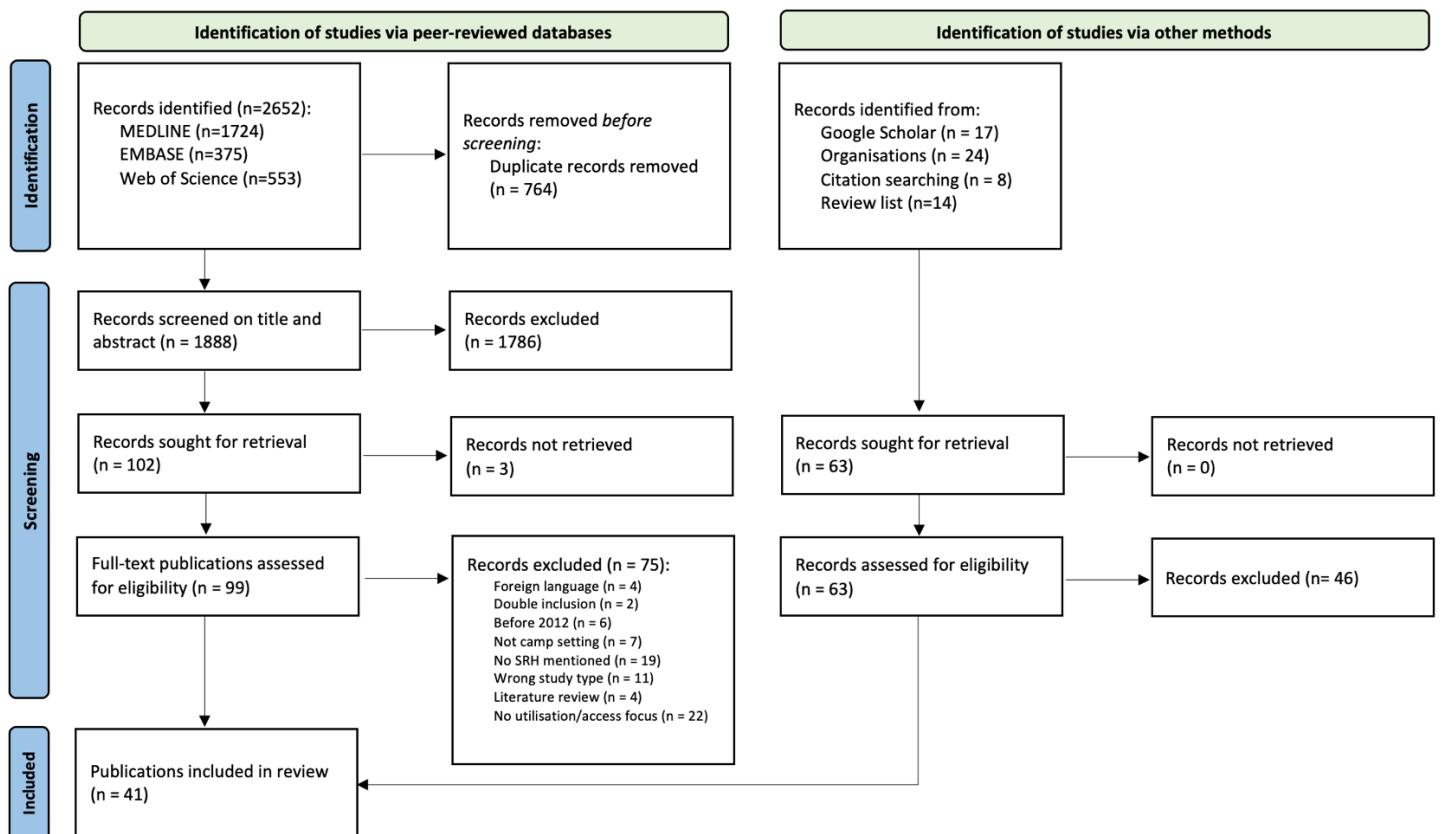 Identification of studies via peer-reviewed databases
Identification of studies via other methods
Identification
Records identified (n=2652):
MEDLINE (n=1724)
EMBASE (n=375)
Web of Science (n=553)
Records removed before
screening:
Duplicate records removed
(n = 764)
Records identified from:
Google Scholar (n = 17)
Organisations (n = 24)
Citation searching (n = 8)
Review list (n=14)
Screening
Records screened on title and
abstract (n = 1888)
Records excluded
(n = 1786)
Records sought for retrieval
(n = 102)
Records not retrieved
(n = 3)
Records sought for retrieval
(n = 63)
Records not retrieved
(n = 0)
Full-text publications assessed
for eligibility (n = 99)
Records excluded (n = 75):
Foreign language (n = 4)
Double inclusion (n = 2)
Before 2012 (n = 6)
Not camp setting (n = 7)
No SRH mentioned (n = 19)
Wrong study type (n = 11)
Literature review (n = 4)
No utilisation/access focus (n = 22)
Records assessed for eligibility
(n = 63)
Records excluded (n= 46)
Included
Publications included in review
(n = 41)